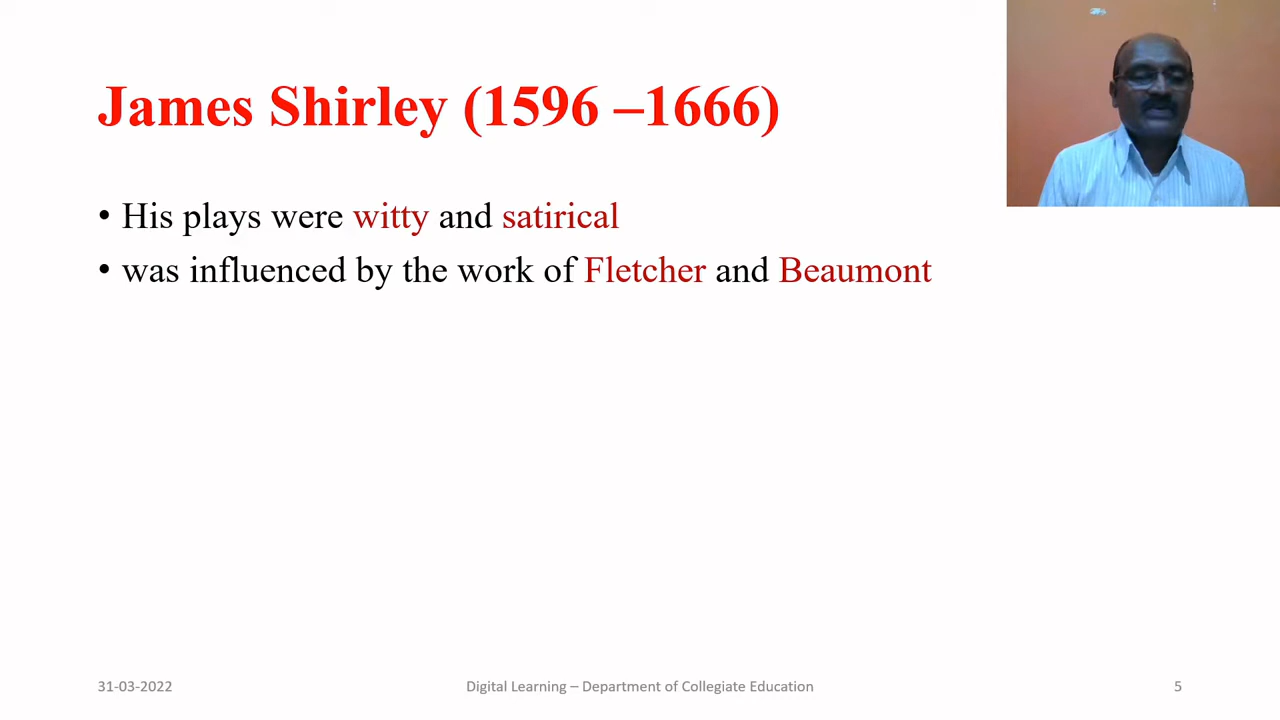 James Shirley (1596 –1666)
• His plays were witty and satirical
• was influenced by the work of Fletcher and Beaumont
31-03-2022
Digital Learning – Department of Collegiate Education
5